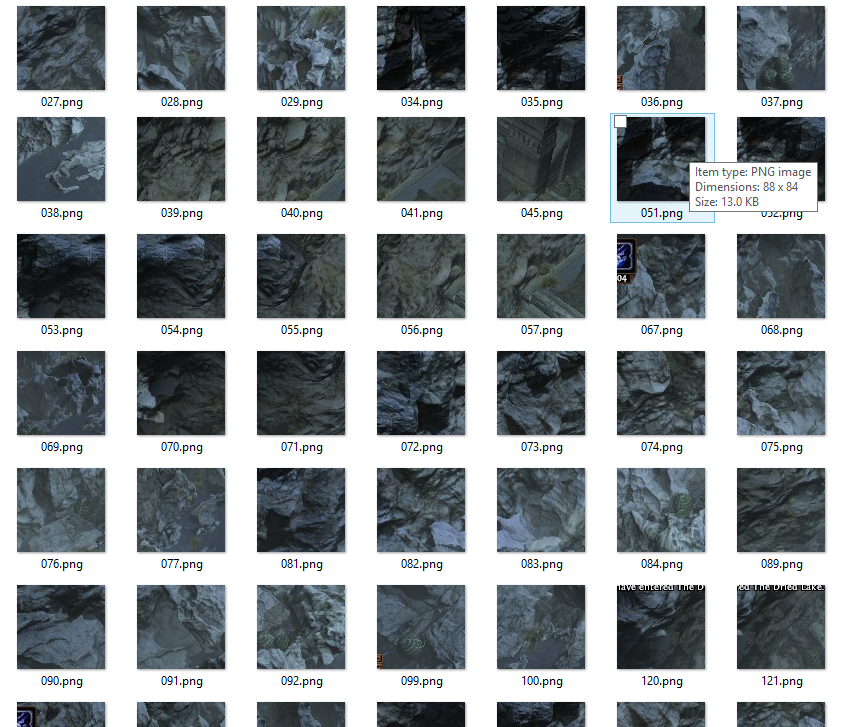 027.png 028.png 029.png 034.png 035.png 036.png 037.png
038.png 039.png 040.png 041.png 045.png 051.png 052.png
Item type: PNG image
Dimensions: 88 x 84
Size: 13.0 KB
053.png 054.png 055.png 056.png 057.png 067.png 068.png
04
069.png 070.png 071.png 072.png 073.png 074.png 075.png
076.png 077.png 081.png 082.png 083.png 084.png 089.png
have entered The D
ed The Dried Lake.
090.png 091.png 092.png 099.png 100.png 120.png 121.png